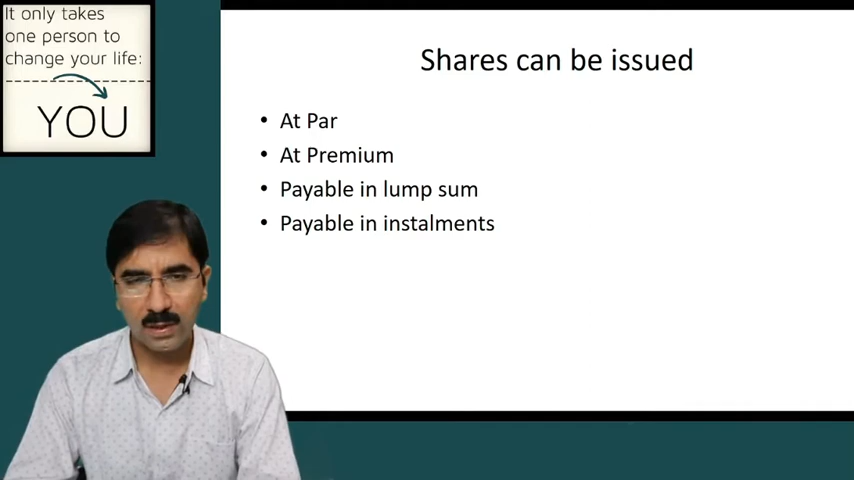 It only takes
one person to
change your life:
YOU
Shares can be issued
• At Par
• At Premium
• Payable in lump sum
• Payable in instalments